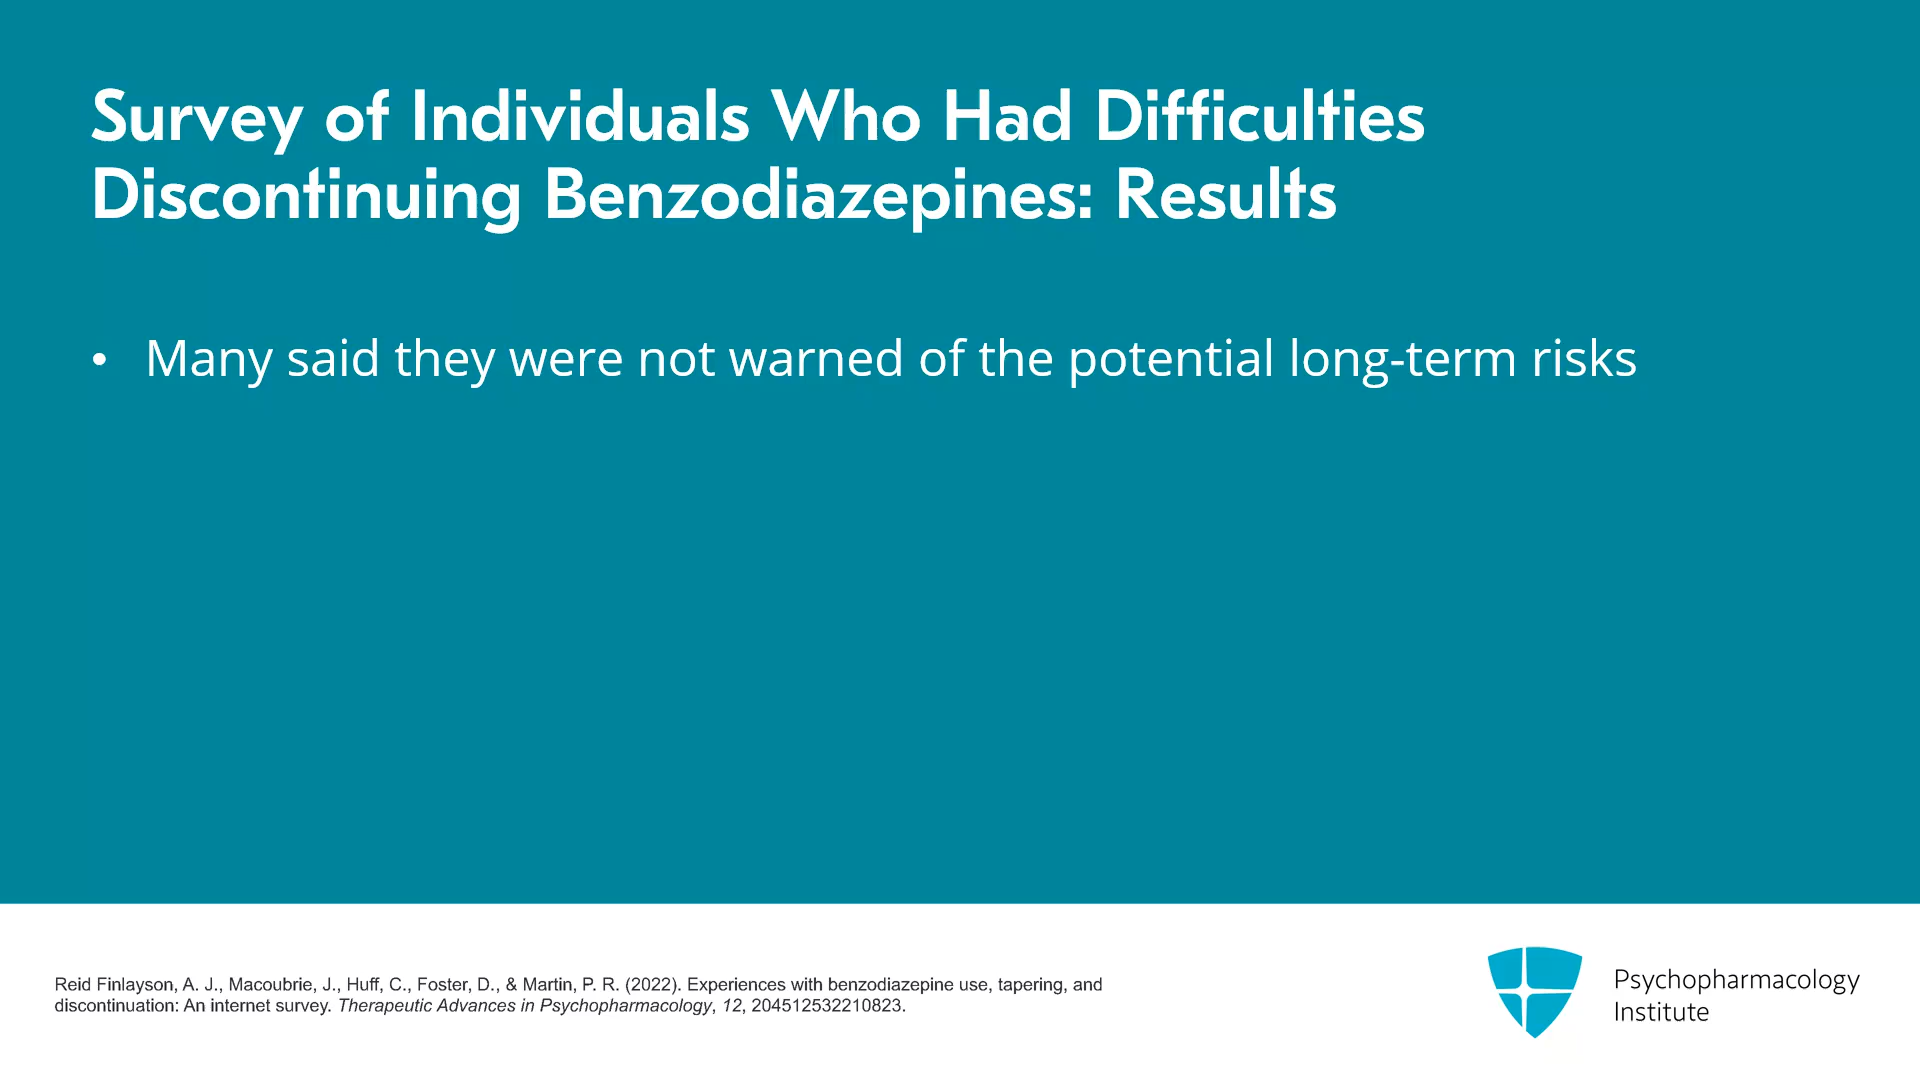 Survey of Individuals Who Had Difficulties
Discontinuing Benzodiazepines: Results
• Many said they were not warned of the potential long-term risks
Reid Finlayson, A. J., Macoubrie, J., Huff, C., Foster, D., & Martin, P. R. (2022). Experiences with benzodiazepine use, tapering, and
discontinuation: An internet survey. Therapeutic Advances in Psychopharmacology, 12, 204512532210823.
Psychopharmacology
Institute